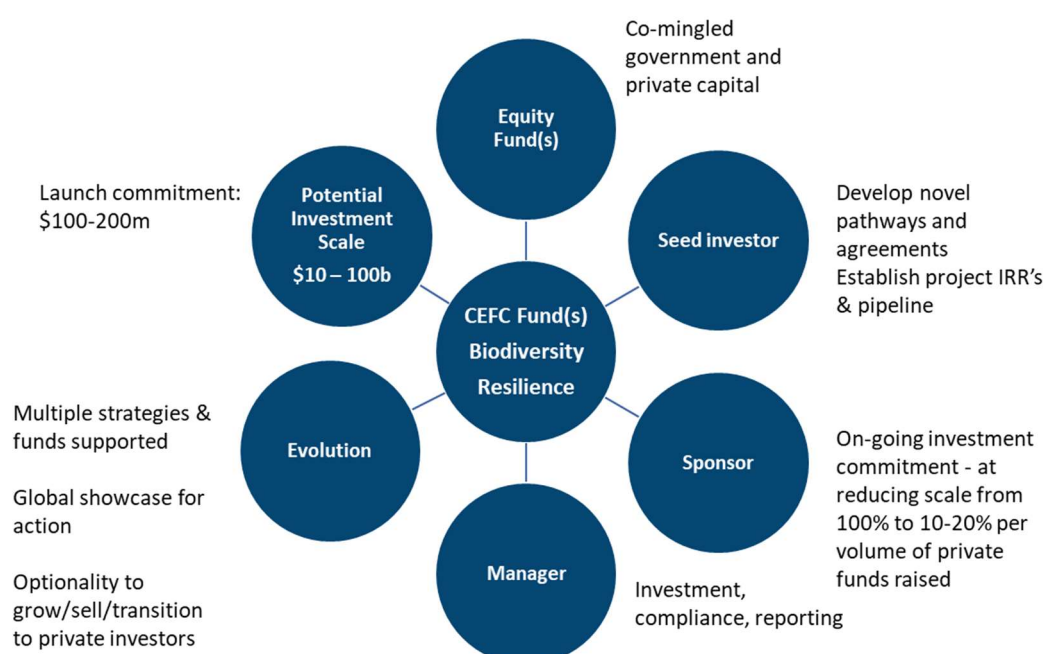 Co-mingled
government and
private capital
Equity
Fund(s)
Launch commitment:
$100-200m
Potential
Investment
Scale
$10 – 100b
Seed investor
Develop novel
pathways and
agreements
Establish project IRR's
& pipeline
CEFC Fund(s)
Biodiversity
Resilience
Multiple strategies &
funds supported
Global showcase for
action
Optionality to
grow/sell/transition
to private investors
Evolution
Sponsor
On-going investment
commitment - at
reducing scale from
100% to 10-20% per
volume of private
funds raised
Manager
Investment,
compliance, reporting